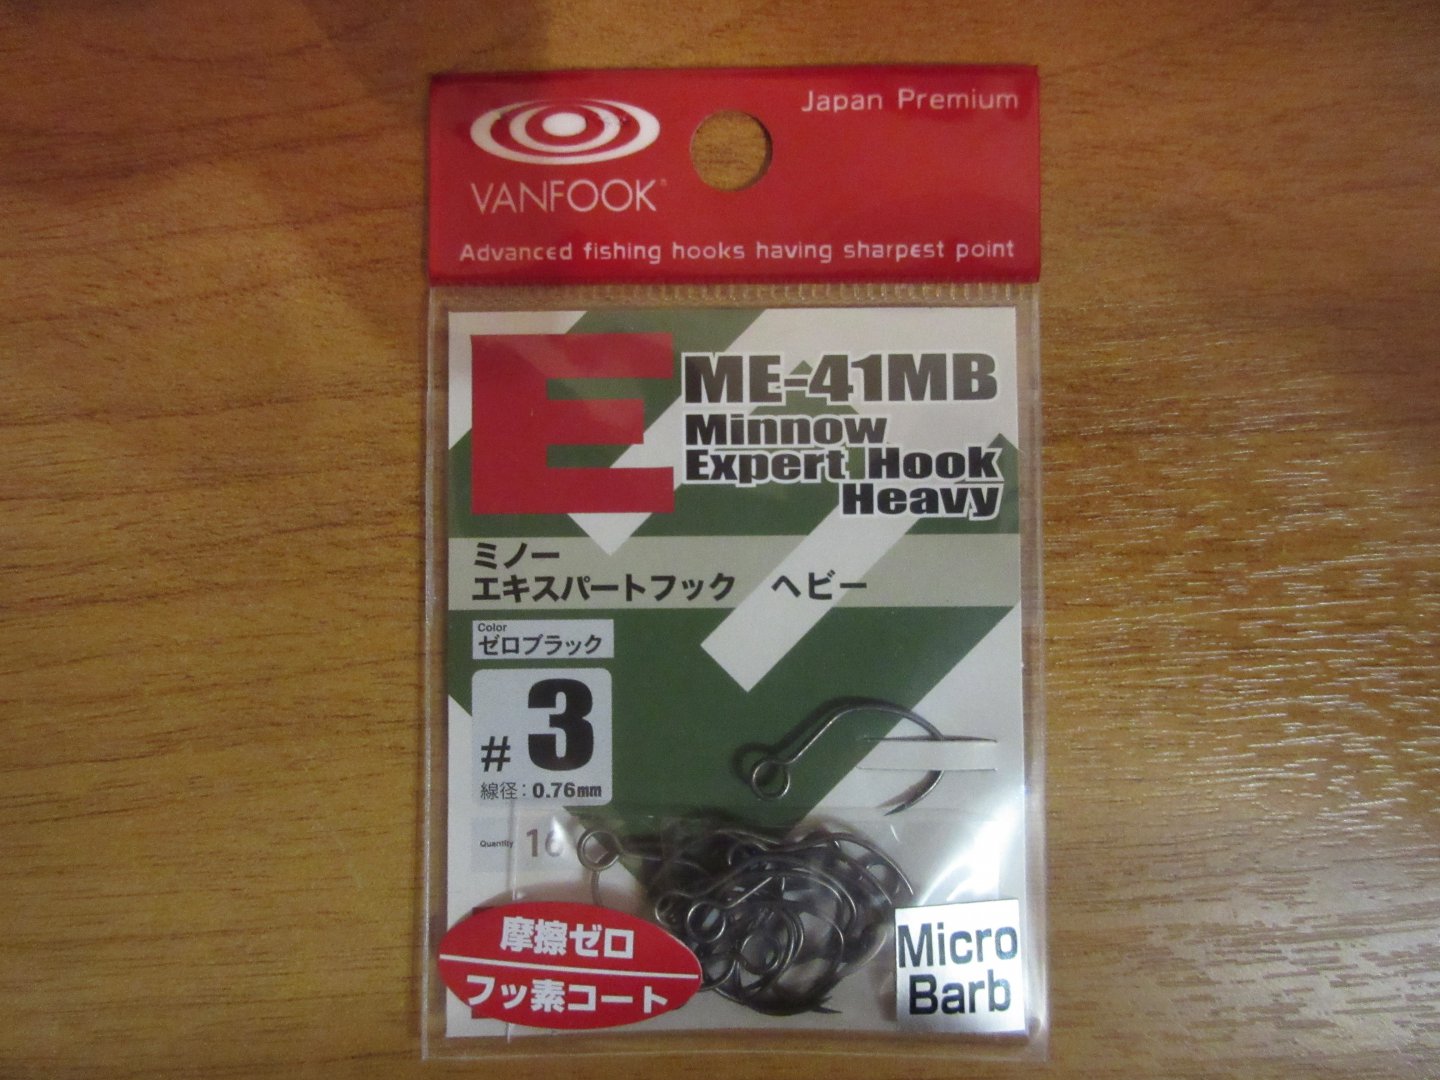 Japan Premium
VANFOOK®
Advanced fishing hooks having sharpest point
E
ME-41MB
Minnow
Expert Hook
Heavy
ミノー
エキスパートフック ヘビー
Color
ゼロブラック
#3
線径:0.76mm
Quantity 16
摩擦ゼロ
フッ素コート
Micro
Barb